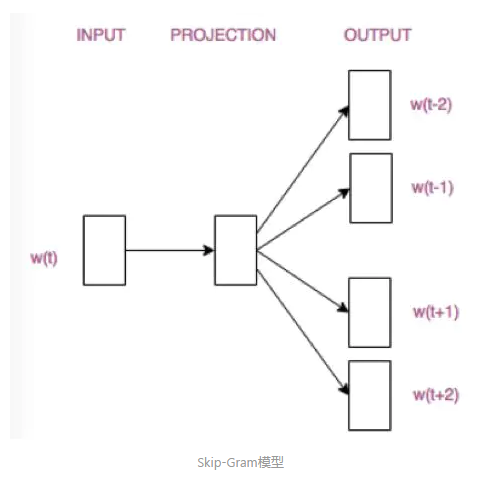 INPUT PROJECTION OUTPUT
w(t-2)
w(t-1)
w(t)
w(t+1)
w(t+2)
Skip-Gram模型